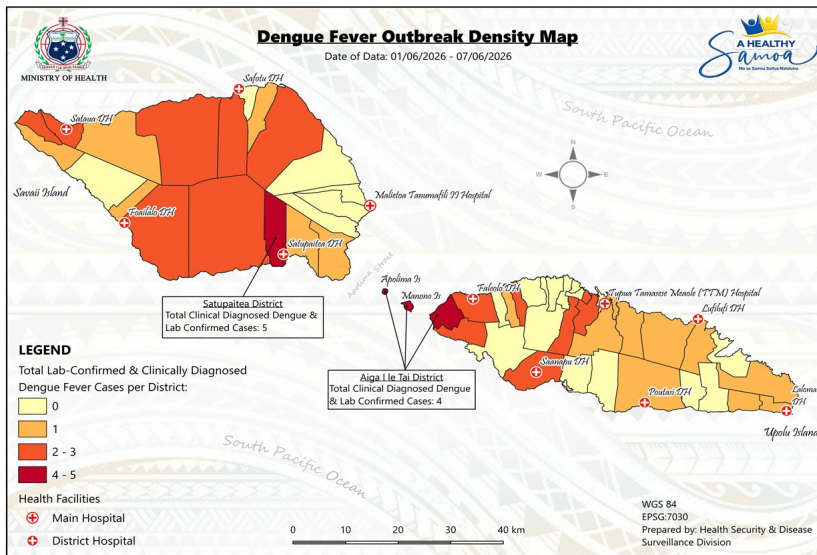 Dengue Fever Outbreak Density Map
Date of Data: 01/06/2026 - 07/06/2026
MINISTRY OF HEALTH
A HEALTHY
Samoa
South Pacific Ocean
Safotu DH
Sataua DH
N
W
E
S
Savaii Island
Malietoa Tanumafili II Hospital
Foailalo DH
Satupaitea DH
Apolima Strait
Apolima Is
Manono Is
Faleolo DH
Tupua Tamasese Meaole (TTM) Hospital
Lufilufi DH
Satupaitea District
Total Clinical Diagnosed Dengue &
Lab Confirmed Cases: 5
Saanapu DH
Aiga I le Tai District
Total Clinical Diagnosed Dengue
& Lab Confirmed Cases: 4
Poutasi DH
Laloma
DH
Upolu Island
LEGEND
Total Lab-Confirmed & Clinically Diagnosed
Dengue Fever Cases per District:
0
1
2 - 3
4 - 5
South Pacific Ocean
Health Facilities
Main Hospital
District Hospital
0 10 20 30 40 km
WGS 84
EPSG:7030
Prepared by: Health Security & Disease
Surveillance Division